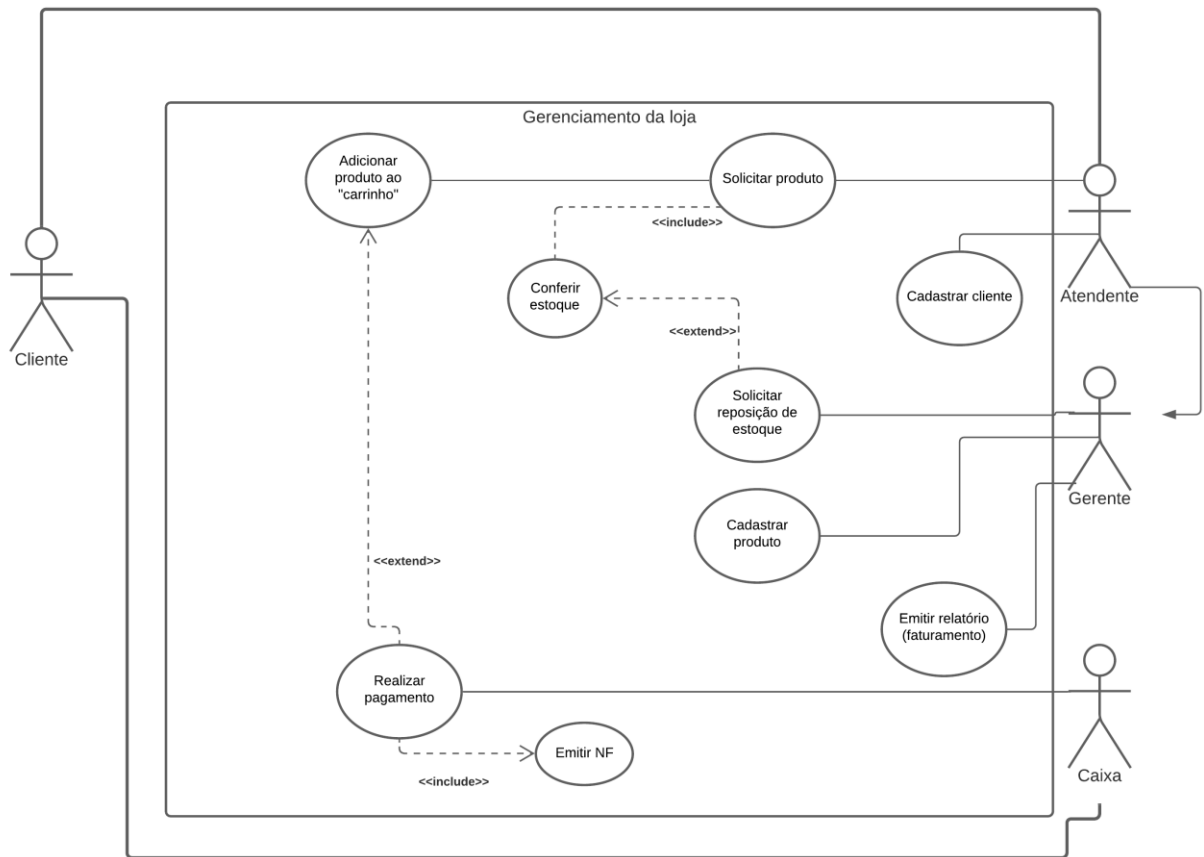 Gerenciamento da loja
Adicionar
produto ao
"carrinho"
Solicitar produto
<<include>>
Conferir
estoque
Cadastrar cliente
Atendente
<<extend>>
Cliente
Solicitar
reposição de
estoque
Gerente
Cadastrar
produto
<<extend>>
Emitir relatório
(faturamento)
Realizar
pagamento
Emitir NF
<<include>>
Caixa